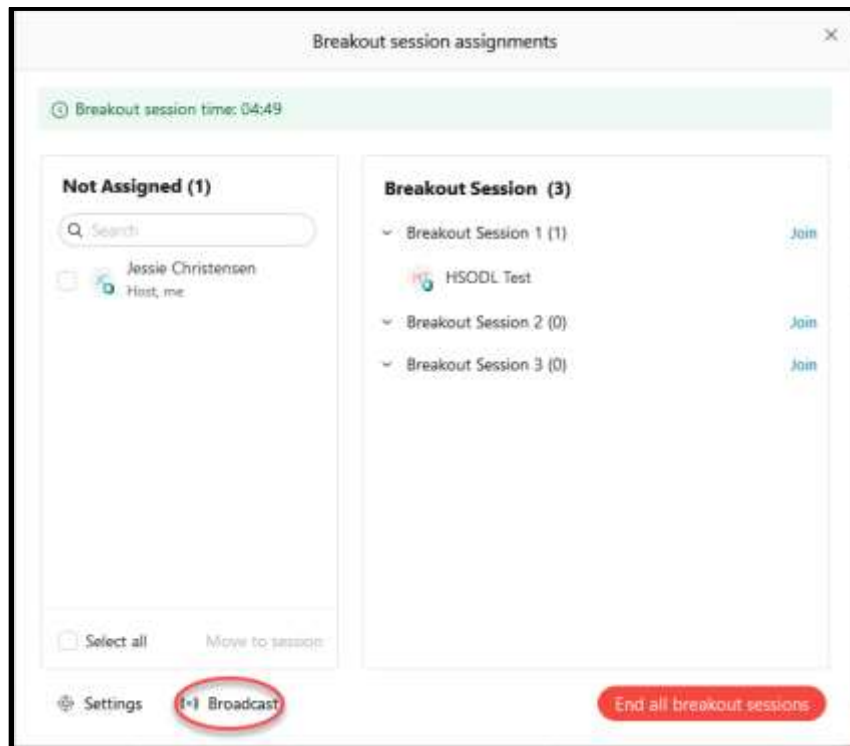 Breakout session assignments
Breakout session time: 04:49
Not Assigned (1)
Search
Jessie Christensen
Host, me
Select all
Move to session
Breakout Session (3)
Breakout Session 1 (1)
Join
HT
HSODL Test
Breakout Session 2 (0)
Join
Breakout Session 3 (0)
Join
Settings
Broadcast
End all breakout sessions